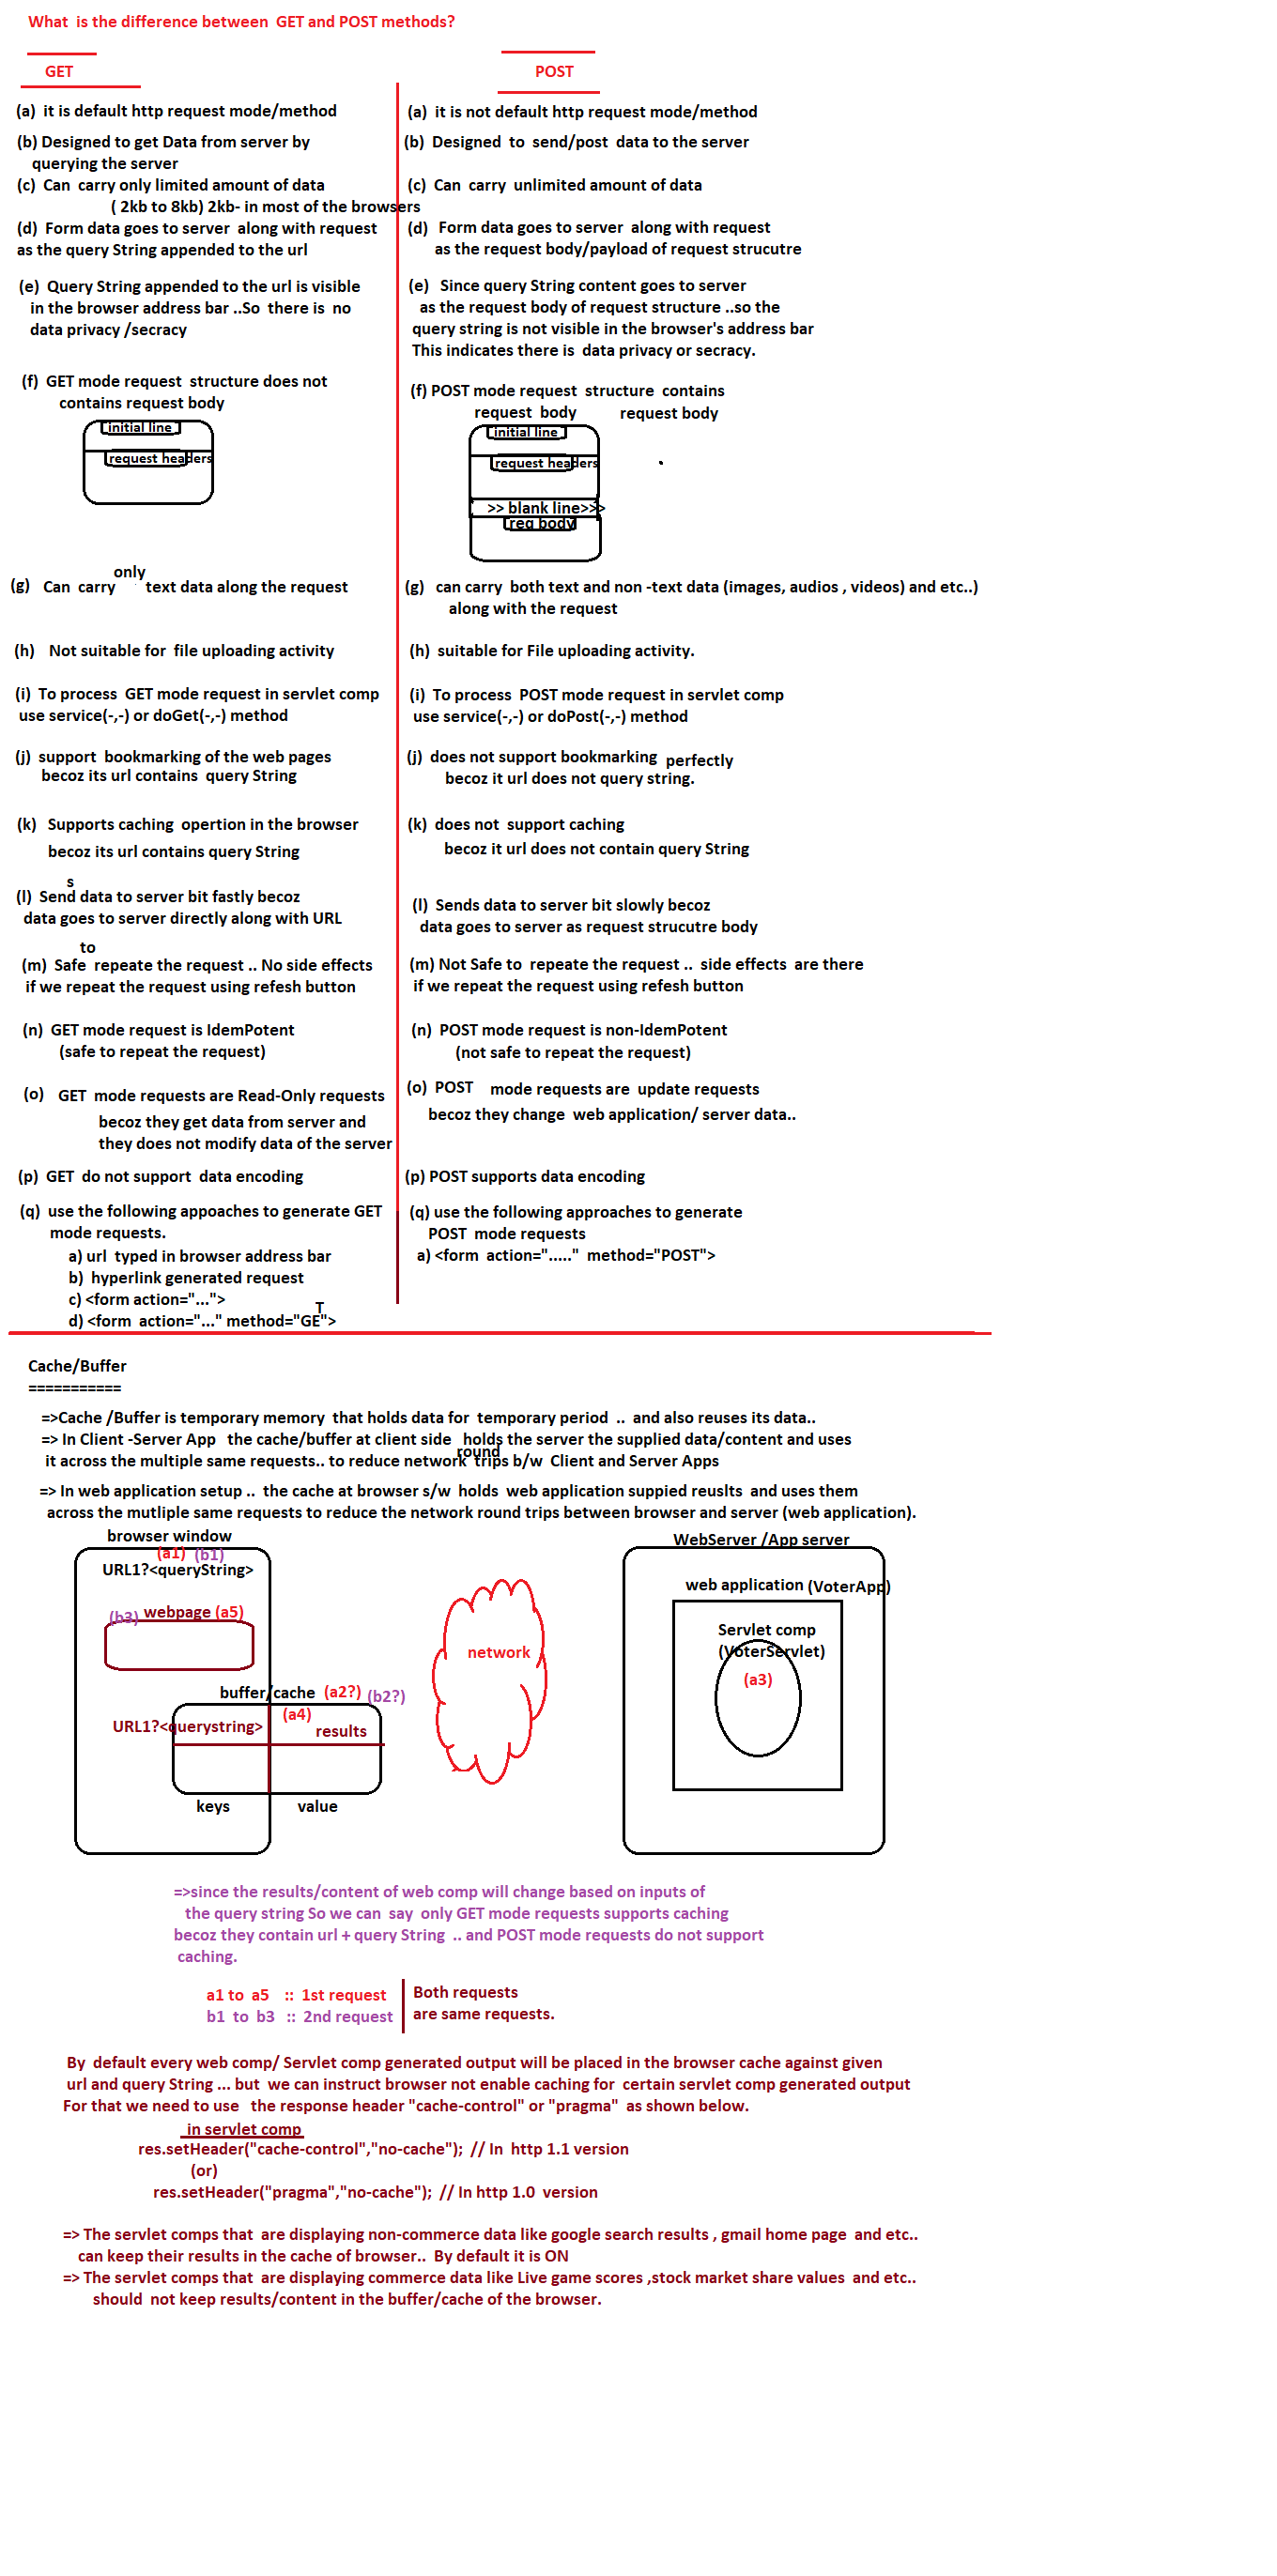 What is the difference between GET and POST methods?
GET
(a) it is default http request mode/method
(b) Designed to get Data from server by
querying the server
(c) Can carry only limited amount of data
( 2kb to 8kb) 2kb- in most of the browsers
(d) Form data goes to server along with request
as the query String appended to the url
(e) Query String appended to the url is visible
in the browser address bar ..So there is no
data privacy /secracy
(f) GET mode request structure does not
contains request body
initial line
request headers
only
(g) Can carry text data along the request
(h) Not suitable for file uploading activity
(i) To process GET mode request in servlet comp
use service(-,-) or doGet(-,-) method
(j) support bookmarking of the web pages
becoz its url contains query String
(k) Supports caching opertion in the browser
becoz its url contains query String
s
(l) Send data to server bit fastly becoz
data goes to server directly along with URL
to
(m) Safe repeate the request .. No side effects
if we repeat the request using refesh button
(n) GET mode request is IdemPotent
(safe to repeat the request)
(o) GET mode requests are Read-Only requests
becoz they get data from server and
they does not modify data of the server
(p) GET do not support data encoding
(q) use the following appoaches to generate GET
mode requests.
a) url typed in browser address bar
b) hyperlink generated request
c) <form action="...">
T
d) <form action="..." method="GE">
POST
(a) it is not default http request mode/method
(b) Designed to send/post data to the server
(c) Can carry unlimited amount of data
(d) Form data goes to server along with request
as the request body/payload of request strucutre
(e) Since query String content goes to server
as the request body of request structure ..so the
query string is not visible in the browser's address bar
This indicates there is data privacy or secracy.
(f) POST mode request structure contains
request body request body
initial line
request headers
>> blank line>>>
req body
(g) can carry both text and non -text data (images, audios , videos) and etc..)
along with the request
(h) suitable for File uploading activity.
(i) To process POST mode request in servlet comp
use service(-,-) or doPost(-,-) method
(j) does not support bookmarking perfectly
becoz it url does not query string.
(k) does not support caching
becoz it url does not contain query String
(l) Sends data to server bit slowly becoz
data goes to server as request strucutre body
(m) Not Safe to repeate the request .. side effects are there
if we repeat the request using refesh button
(n) POST mode request is non-IdemPotent
(not safe to repeat the request)
(o) POST mode requests are update requests
becoz they change web application/ server data..
(p) POST supports data encoding
(q) use the following approaches to generate
POST mode requests
a) <form action="....." method="POST">
Cache/Buffer
===========
=>Cache /Buffer is temporary memory that holds data for temporary period .. and also reuses its data..
=> In Client -Server App the cache/buffer at client side holds the server the supplied data/content and uses
round
it across the multiple same requests.. to reduce network trips b/w Client and Server Apps
=> In web application setup .. the cache at browser s/w holds web application suppied reuslts and uses them
across the mutliple same requests to reduce the network round trips between browser and server (web application).
browser window
(a1) (b1)
URL1?<queryString>
(b3) webpage (a5)
buffer/cache (a2?) (b2?)
(a4)
URL1?<querystring> results
keys value
network
WebServer /App server
web application (VoterApp)
Servlet comp
(VoterServlet)
(a3)
=>since the results/content of web comp will change based on inputs of
the query string So we can say only GET mode requests supports caching
becoz they contain url + query String .. and POST mode requests do not support
caching.
a1 to a5 :: 1st request
b1 to b3 :: 2nd request
Both requests
are same requests.
By default every web comp/ Servlet comp generated output will be placed in the browser cache against given
url and query String ... but we can instruct browser not enable caching for certain servlet comp generated output
For that we need to use the response header "cache-control" or "pragma" as shown below.
in servlet comp
res.setHeader("cache-control","no-cache"); // In http 1.1 version
(or)
res.setHeader("pragma","no-cache"); // In http 1.0 version
=> The servlet comps that are displaying non-commerce data like google search results , gmail home page and etc..
can keep their results in the cache of browser.. By default it is ON
=> The servlet comps that are displaying commerce data like Live game scores ,stock market share values and etc..
should not keep results/content in the buffer/cache of the browser.